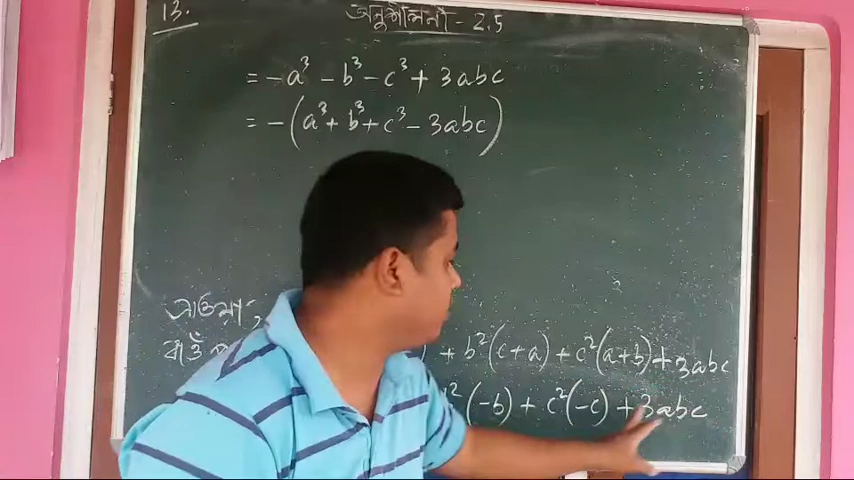 13.
অনুশীলনী - 2.5
= - a³ - b³ - c³ + 3abc
= - (a³ + b³ + c³ - 3abc)
+ b²(c+a) + c²(a+b) + 3abc
²(-b) + c²(-c) + 3abc